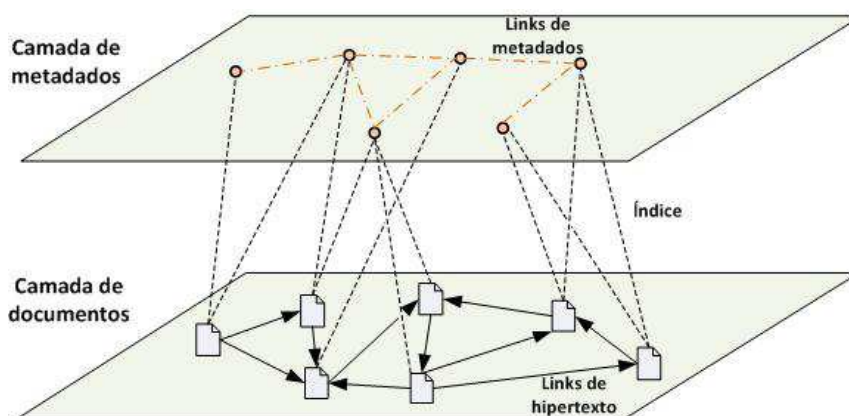 Links de
metadados
Camada de
metadados
Índice
Camada de
documentos
Links de
hipertexto